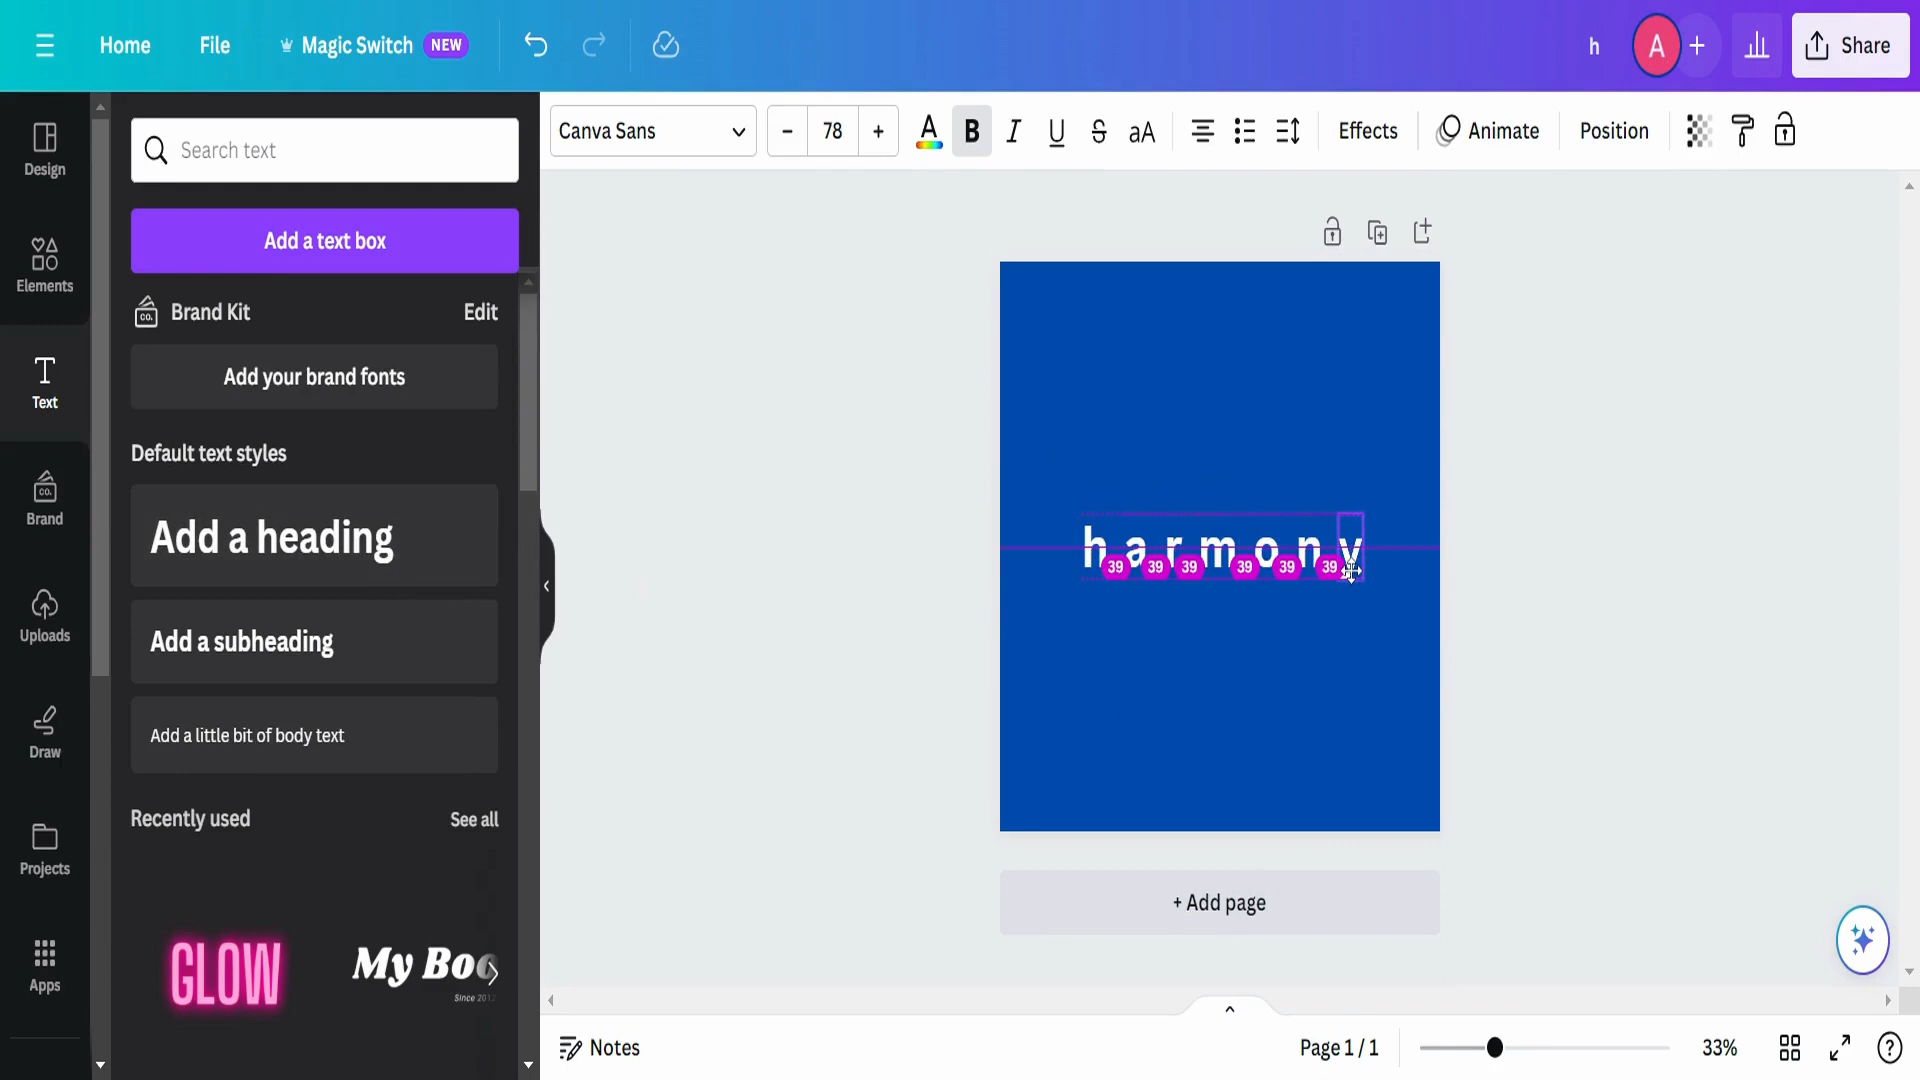 Home File Magic Switch NEW h A + Share
Canva Sans – 78 + A B I U S aA Effects Animate Position
Search text
Add a text box
Brand Kit Edit
Add your brand fonts
Default text styles
Add a heading
Add a subheading
Add a little bit of body text
Recently used See all
GLOW
My Boo
Since 201
Design
Elements
Text
CO.
Brand
Uploads
Draw
Projects
Apps
h a r m o n y
39 39 39 39 39 39
+ Add page
Notes Page 1 / 1 33% ?